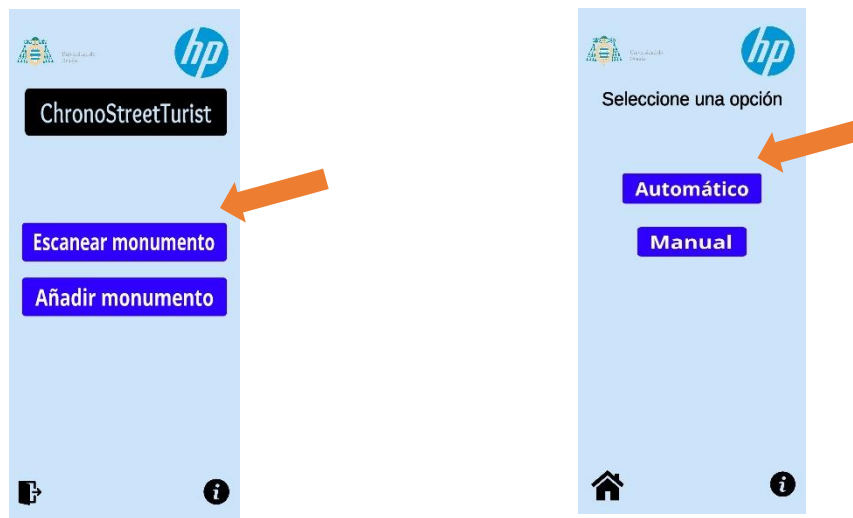 hp
ChronoStreetTurist
Escanear monumento
Añadir monumento
hp
Seleccione una opción
Automático
Manual